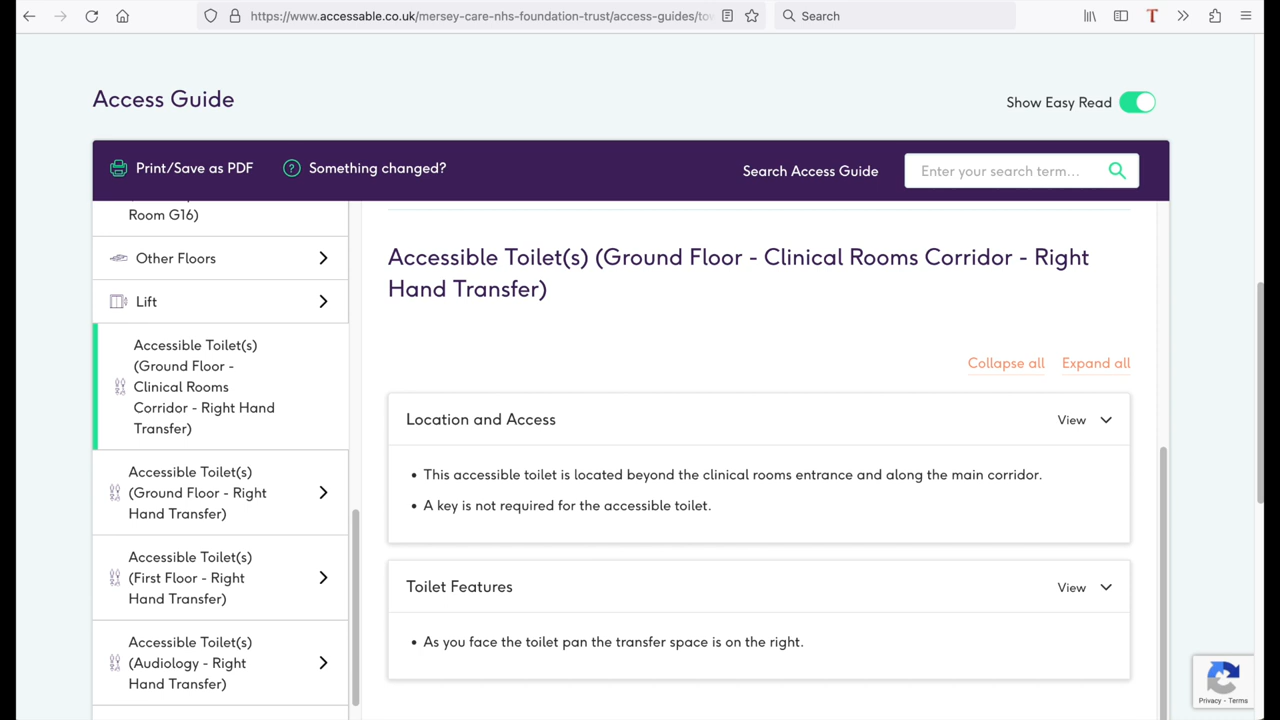 https://www.accessable.co.uk/mersey-care-nhs-foundation-trust/access-guides/to
Search
T
Access Guide
Show Easy Read
Print/Save as PDF
? Something changed?
Search Access Guide
Enter your search term...
Room G16)
Other Floors
Lift
Accessible Toilet(s)
(Ground Floor -
Clinical Rooms
Corridor - Right Hand
Transfer)
Accessible Toilet(s)
(Ground Floor - Right
Hand Transfer)
Accessible Toilet(s)
(First Floor - Right
Hand Transfer)
Accessible Toilet(s)
(Audiology - Right
Hand Transfer)
Accessible Toilet(s) (Ground Floor - Clinical Rooms Corridor - Right
Hand Transfer)
Collapse all Expand all
Location and Access
View
• This accessible toilet is located beyond the clinical rooms entrance and along the main corridor.
• A key is not required for the accessible toilet.
Toilet Features
View
• As you face the toilet pan the transfer space is on the right.
Privacy - Terms